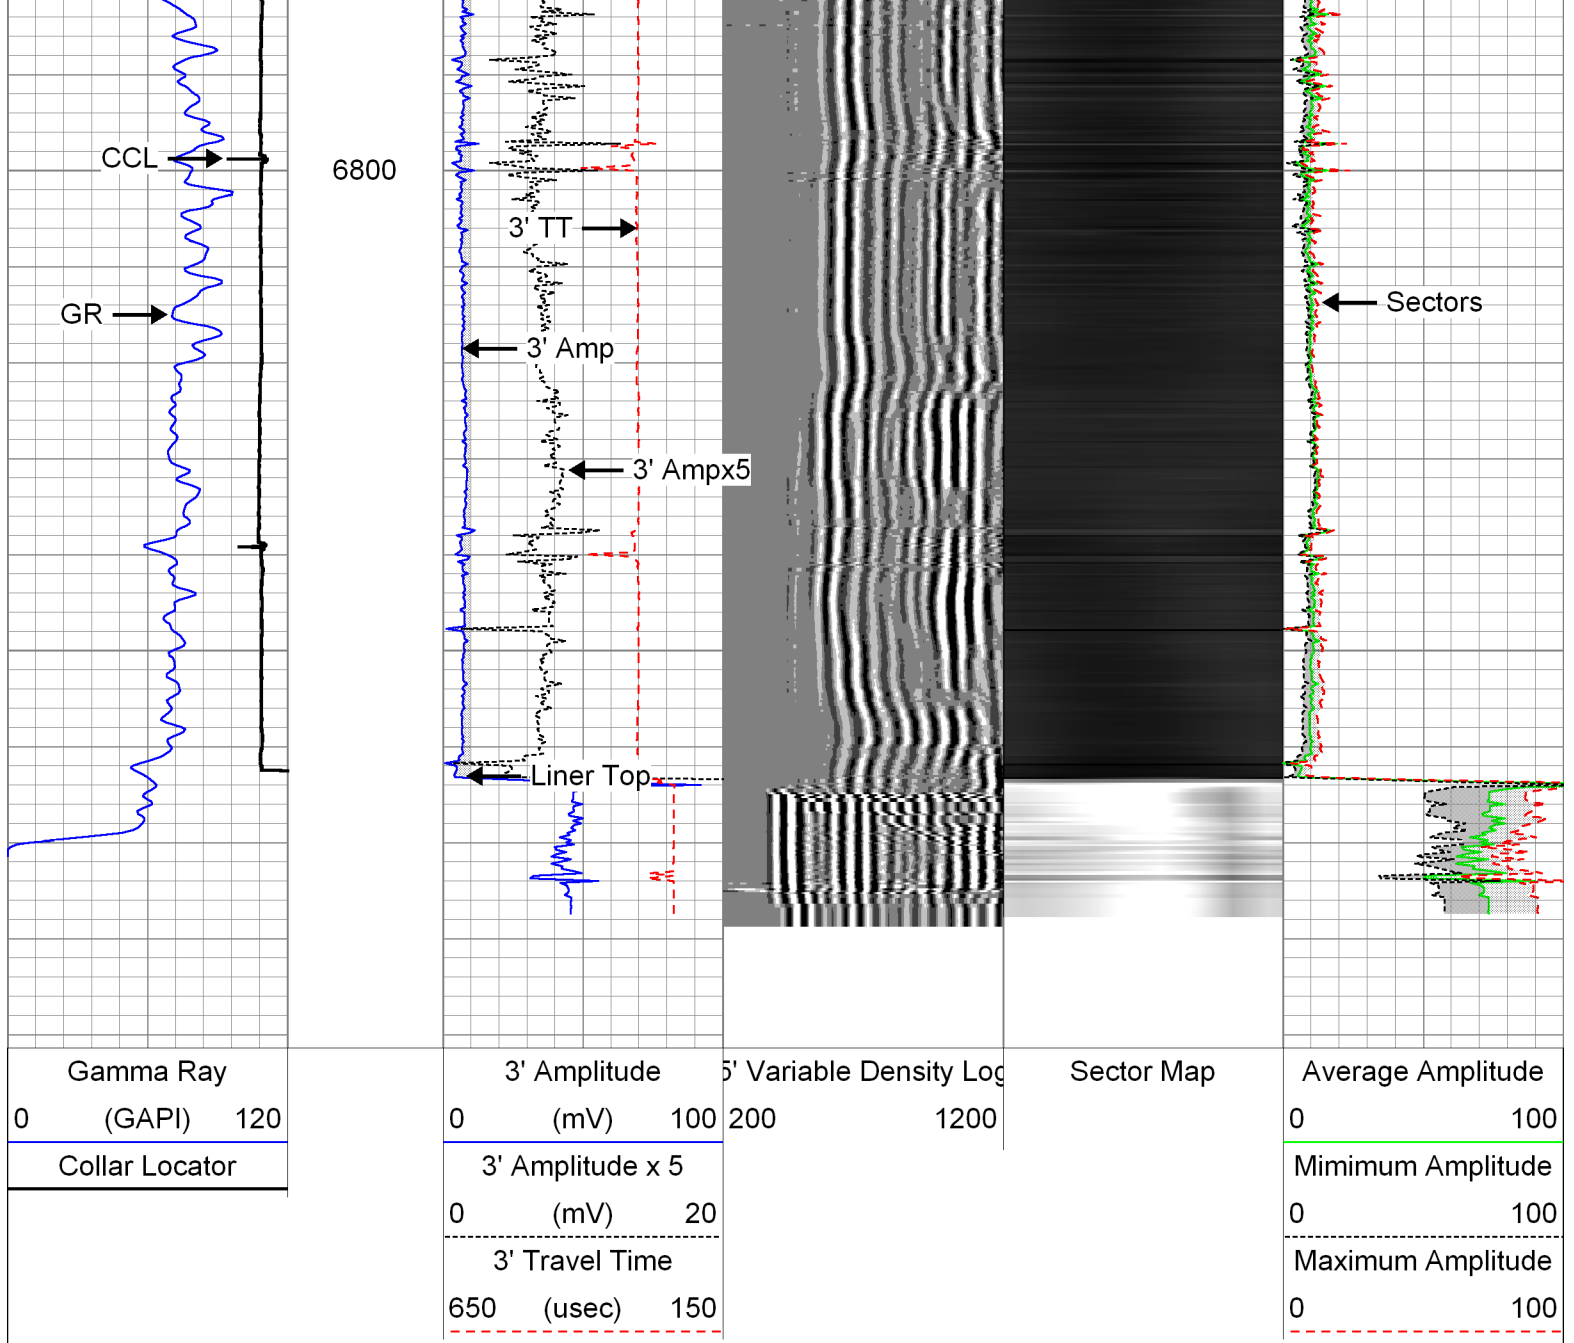 CCL
6800
3' TT
GR
Sectors
3' Amp
3' Ampx5
Liner Top
Gamma Ray
0 (GAPI) 120
Collar Locator
3' Amplitude
0 (mV) 100
3' Amplitude x 5
0 (mV) 20
3' Travel Time
650 (usec) 150
5' Variable Density Log
200 1200
Sector Map
Average Amplitude
0 100
Mimimum Amplitude
0 100
Maximum Amplitude
0 100